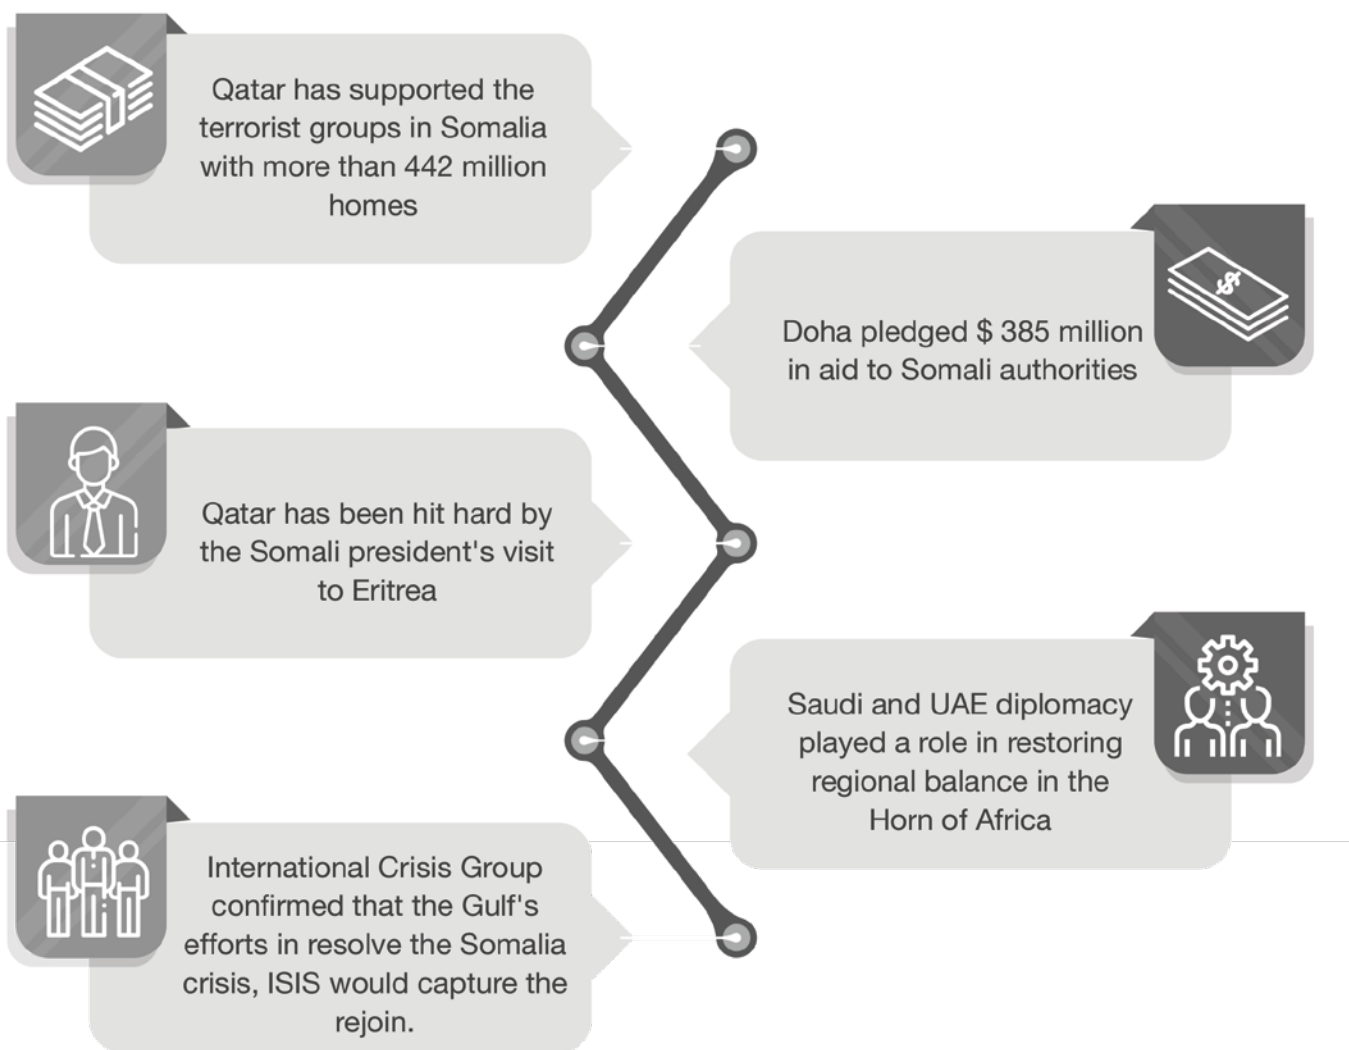 Qatar has supported the
terrorist groups in Somalia
with more than 442 million
homes
Doha pledged $ 385 million
in aid to Somali authorities
Qatar has been hit hard by
the Somali president's visit
to Eritrea
Saudi and UAE diplomacy
played a role in restoring
regional balance in the
Horn of Africa
International Crisis Group
confirmed that the Gulf's
efforts in resolve the Somalia
crisis, ISIS would capture the
rejoin.